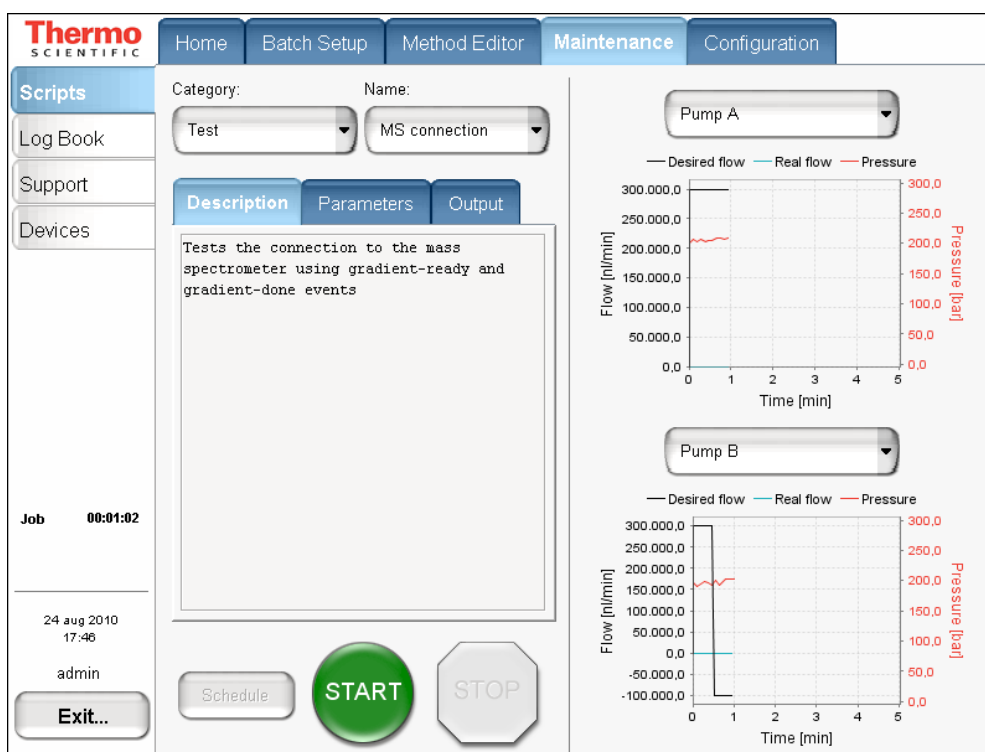 Thermo
SCIENTIFIC
Home
Batch Setup
Method Editor
Maintenance
Configuration
Scripts
Log Book
Support
Devices
Job 00:01:02
24 aug 2010
17:46
admin
Exit...
Category:
Name:
Test
MS connection
Description
Parameters
Output
Tests the connection to the mass
spectrometer using gradient-ready and
gradient-done events
Schedule
START
STOP
Pump A
Desired flow Real flow Pressure
300.000,0
250.000,0
200.000,0
150.000,0
100.000,0
50.000,0
0,0
Flow [nl/min]
300,0
250,0
200,0
150,0
100,0
50,0
0,0
Pressure [bar]
0 1 2 3 4 5
Time [min]
Pump B
Desired flow Real flow Pressure
300.000,0
250.000,0
200.000,0
150.000,0
100.000,0
50.000,0
0,0
-50.000,0
-100.000,0
Flow [nl/min]
300,0
250,0
200,0
150,0
100,0
50,0
0,0
Pressure [bar]
0 1 2 3 4 5
Time [min]